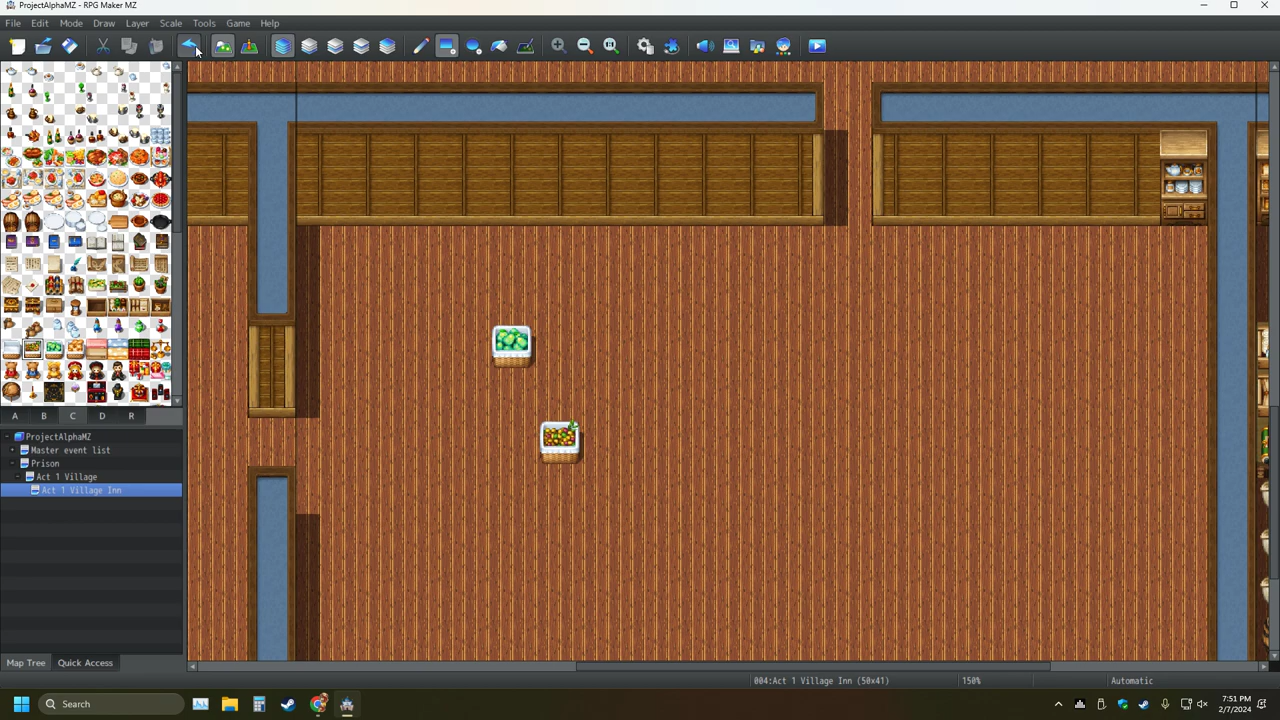 ProjectAlphaMZ - RPG Maker MZ
File Edit Mode Draw Layer Scale Tools Game Help
A B C D R
ProjectAlphaMZ
Master event list
Prison
Act 1 Village
Act 1 Village Inn
Map Tree Quick Access
004:Act 1 Village Inn (50x41) 150% Automatic
Search
7:51 PM
2/7/2024